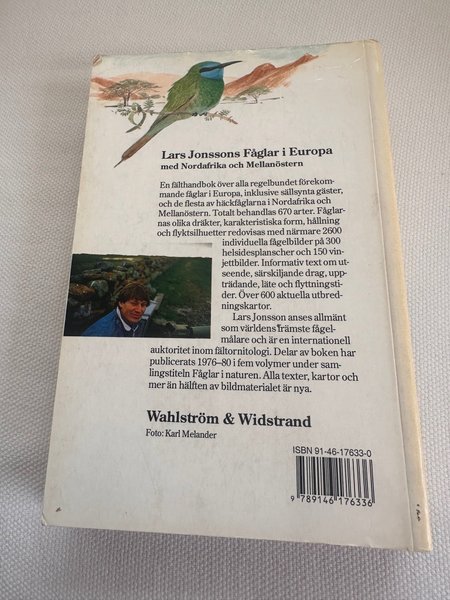 Lars Jonssons Fåglar i Europa
med Nordafrika och Mellanöstern
En fälthandbok över alla regelbundet förekom-
mande fåglar i Europa, inklusive sällsynta gäster,
och de flesta av häckfåglarna i Nordafrika och
Mellanöstern. Totalt behandlas 670 arter. Fåglar-
nas olika dräkter, karakteristiska form, hållning
och flyktsilhuetter redovisas med närmare 2600
individuella fågelbilder på 300
helsidesplanscher och 150 vin-
jettbilder. Informativ text om ut-
seende, särskiljande drag, upp-
trädande, läte och flyttningsti-
der. Över 600 aktuella utbred-
ningskartor.
Lars Jonsson anses allmänt
som världens främste fågel-
målare och är en internationell
auktoritet inom fältornitologi. Delar av boken har
publicerats 1976–80 i fem volymer under sam-
lingstiteln Fåglar i naturen. Alla texter, kartor och
mer än hälften av bildmaterialet är nya.
Wahlström & Widstrand
Foto: Karl Melander
ISBN 91-46-17633-0
9 789146 176336